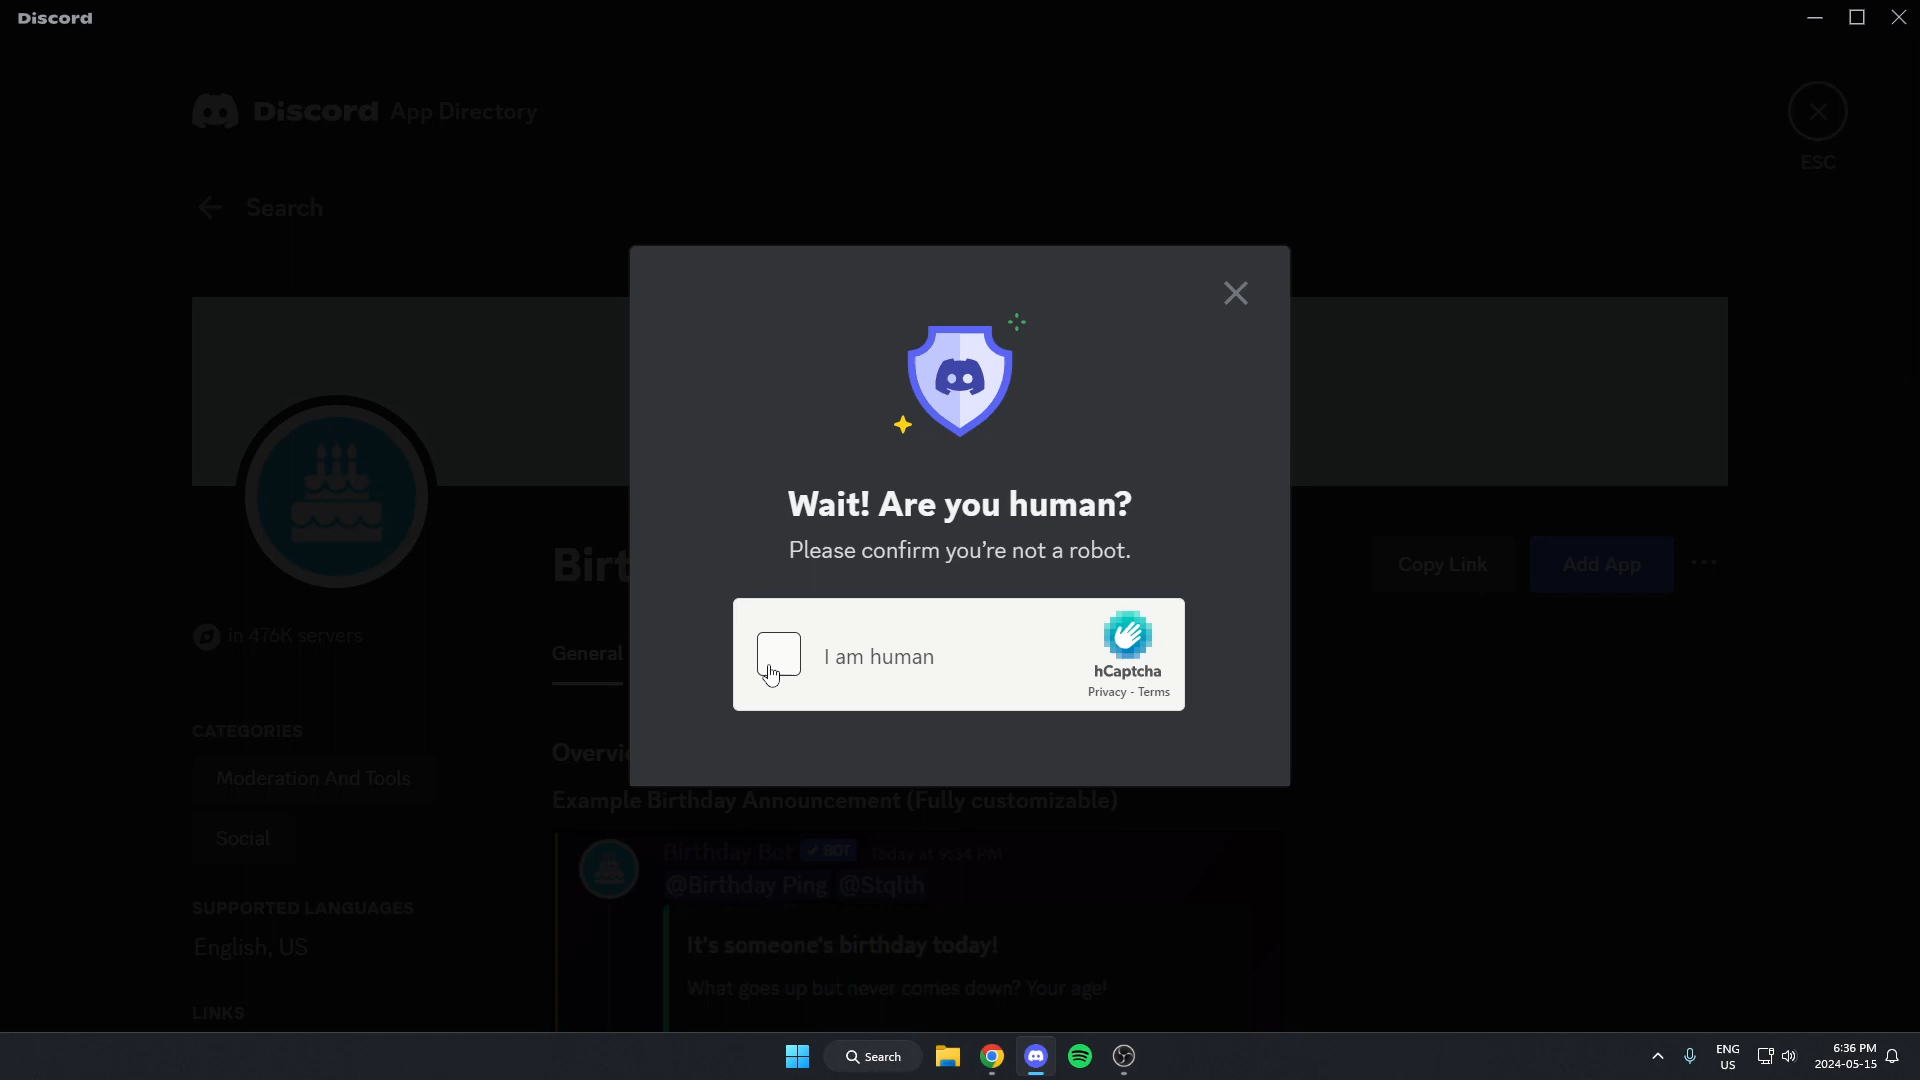 Discord
Discord App Directory
ESC
Search
Wait! Are you human?
Please confirm you're not a robot.
I am human
hCaptcha
Privacy - Terms
Birt
Copy Link
Add App
in 476K servers
General
CATEGORIES
Moderation And Tools
Social
SUPPORTED LANGUAGES
English, US
LINKS
Overvi
Example Birthday Announcement (Fully customizable)
Birthday Bot ✓ BOT Today at 9:34 PM
@Birthday Ping @Stqlth
It's someone's birthday today!
What goes up but never comes down? Your age!
Search
ENG
US
6:36 PM
2024-05-15